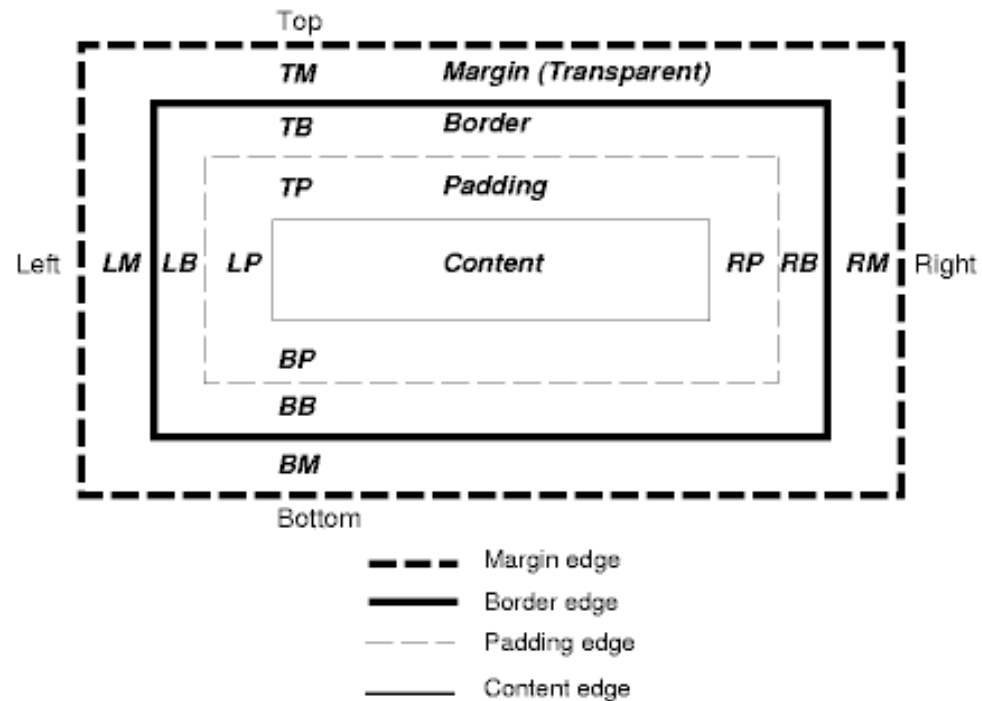 Top
TM Margin (Transparent)
TB Border
TP Padding
Left LM LB LP Content RP RB RM Right
BP
BB
BM
Bottom
Margin edge
Border edge
Padding edge
Content edge